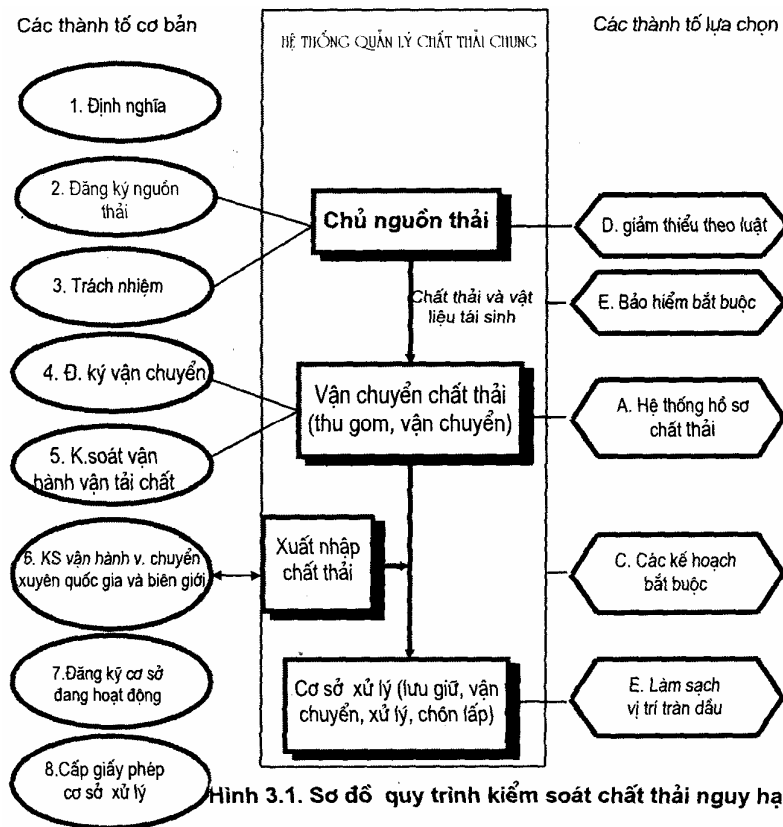 Các thành tố cơ bản
HỆ THỐNG QUẢN LÝ CHẤT THẢI CHUNG
Các thành tố lựa chọn
1. Định nghĩa
2. Đăng ký nguồn
thải
3. Trách nhiệm
4. Đ. ký vận chuyển
5. K.soát vận
hành vận tải chất
6. KS vận hành v. chuyển
xuyên quốc gia và biên giới
7.Đăng ký cơ sở
đang hoạt động
8.Cấp giấy phép
cơ sở xử lý
Chủ nguồn thải
Chất thải và vật
liệu tái sinh
Vận chuyển chất thải
(thu gom, vận chuyển)
Xuất nhập
chất thải
Cơ sở xử lý (lưu giữ, vận
chuyển, xử lý, chôn lấp)
D. giảm thiểu theo luật
E. Bảo hiểm bắt buộc
A. Hệ thống hồ sơ
chất thải
C. Các kế hoạch
bắt buộc
E. Làm sạch
vị trí tràn dầu
Hình 3.1. Sơ đồ quy trình kiểm soát chất thải nguy hạ